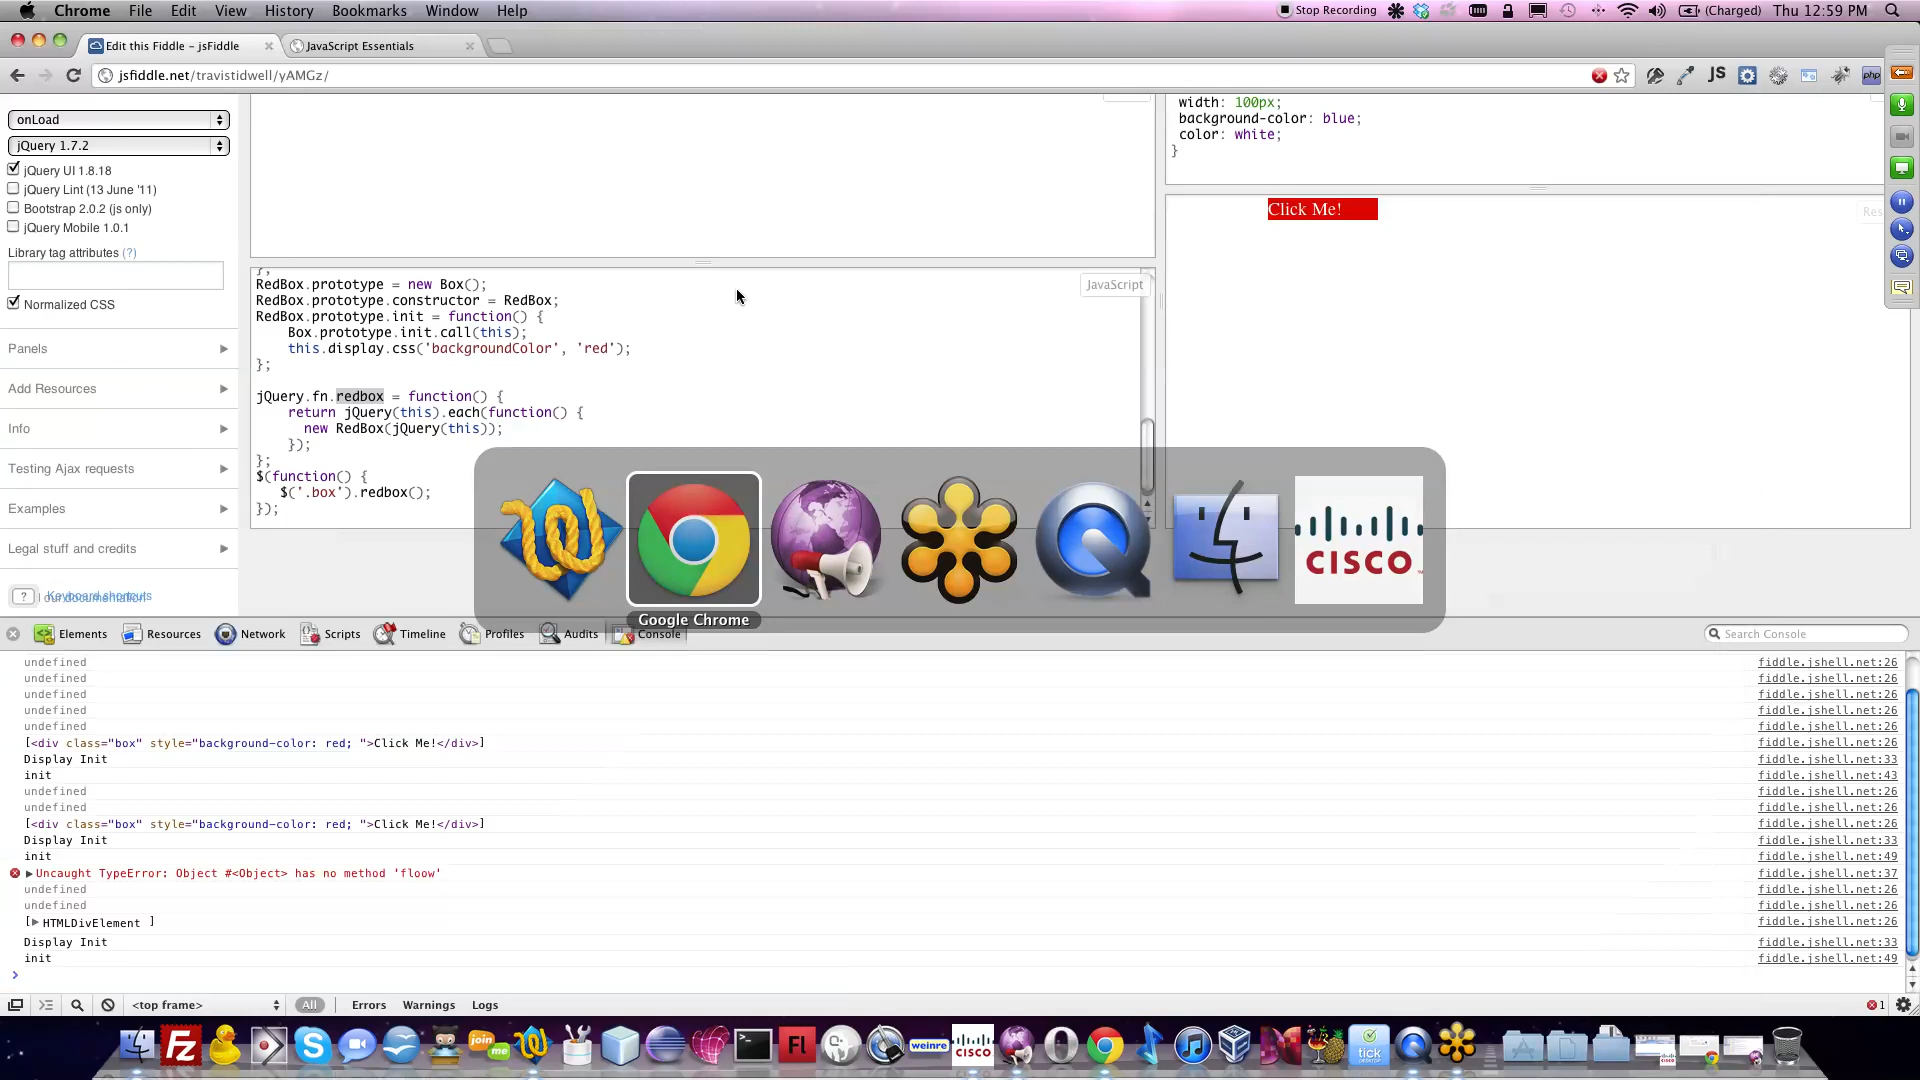 Chrome File Edit View History Bookmarks Window Help Stop Recording (Charged) Thu 12:59 PM
Edit this Fiddle - jsFiddle JavaScript Essentials
jsfiddle.net/travistidwell/yAMGz/ JS php
onLoad
jQuery 1.7.2
jQuery UI 1.8.18
jQuery Lint (13 June '11)
Bootstrap 2.0.2 (js only)
jQuery Mobile 1.0.1
Library tag attributes (?)
Normalized CSS
Panels
Add Resources
Info
Testing Ajax requests
Examples
Legal stuff and credits
? Keyboard shortcuts
width: 100px;
background-color: blue;
color: white;
}
Click Me!
Res
JavaScript
};
RedBox.prototype = new Box();
RedBox.prototype.constructor = RedBox;
RedBox.prototype.init = function() {
Box.prototype.init.call(this);
this.display.css('backgroundColor', 'red');
};
jQuery.fn.redbox = function() {
return jQuery(this).each(function() {
new RedBox(jQuery(this));
});
};
$(function() {
$('.box').redbox();
});
CISCO
Google Chrome
Elements Resources Network Scripts Timeline Profiles Audits Console Search Console
undefined fiddle.jshell.net:26
undefined fiddle.jshell.net:26
undefined fiddle.jshell.net:26
undefined fiddle.jshell.net:26
undefined fiddle.jshell.net:26
[<div class="box" style="background-color: red; ">Click Me!</div>] fiddle.jshell.net:26
Display Init fiddle.jshell.net:33
init fiddle.jshell.net:43
undefined fiddle.jshell.net:26
undefined fiddle.jshell.net:26
[<div class="box" style="background-color: red; ">Click Me!</div>] fiddle.jshell.net:26
Display Init fiddle.jshell.net:33
init fiddle.jshell.net:49
Uncaught TypeError: Object #<Object> has no method 'floow' fiddle.jshell.net:37
undefined fiddle.jshell.net:26
undefined fiddle.jshell.net:26
[ HTMLDivElement ] fiddle.jshell.net:26
Display Init fiddle.jshell.net:33
init fiddle.jshell.net:49
>
<top frame> All Errors Warnings Logs 1
Fz join me Fl weinre CISCO tick